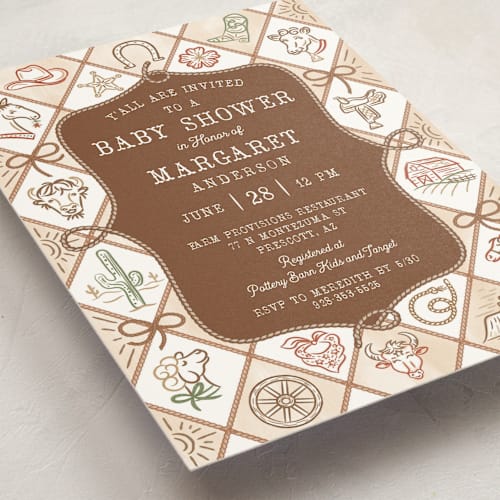 Y'ALL ARE INVITED
TO A
BABY SHOWER
in Honor of
MARGARET
ANDERSON
JUNE | 28 | 12 PM
FARM PROVISIONS RESTAURANT
77 N MONTEZUMA ST
PRESCOTT, AZ
Registered at
Pottery Barn Kids and Target
RSVP TO MEREDITH BY 5/30
928-353-5525